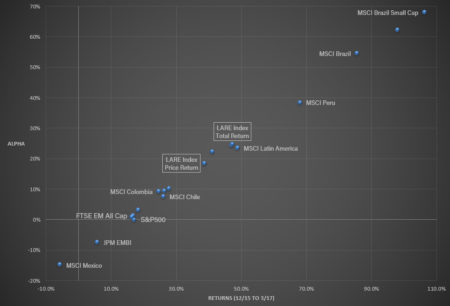 70%
MSCI Brazil Small Cap
60%
MSCI Brazil
50%
40%
MSCI Peru
30%
LARE Index
Total Return
ALPHA
MSCI Latin America
20%
LARE Index
Price Return
10%
MSCI Colombia
MSCI Chile
FTSE EM All Cap
S&P500
0%
JPM EMBI
-10%
MSCI Mexico
-20%
-10.0%
10.0%
30.0%
50.0%
70.0%
90.0%
110.0%
RETURNS (12/15 TO 3/17)